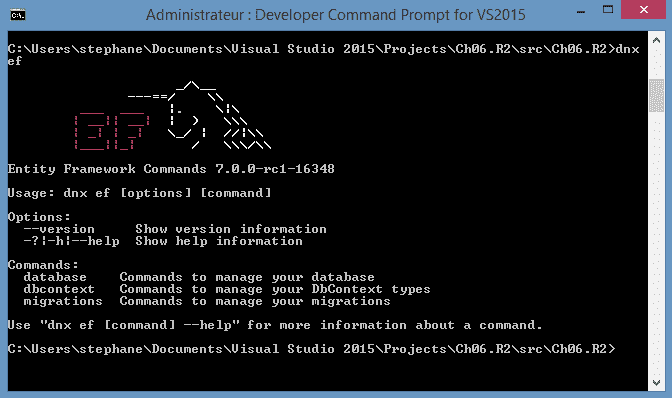 Administrateur : Developer Command Prompt for VS2015
C:\Users\stephane\Documents\Visual Studio 2015\Projects\Ch06.R2\src\Ch06.R2>dnx
ef
EF
Entity Framework Commands 7.0.0-rc1-16348
Usage: dnx ef [options] [command]
Options:
--version Show version information
-?|-h|--help Show help information
Commands:
database Commands to manage your database
dbcontext Commands to manage your DbContext types
migrations Commands to manage your migrations
Use "dnx ef [command] --help" for more information about a command.
C:\Users\stephane\Documents\Visual Studio 2015\Projects\Ch06.R2\src\Ch06.R2>